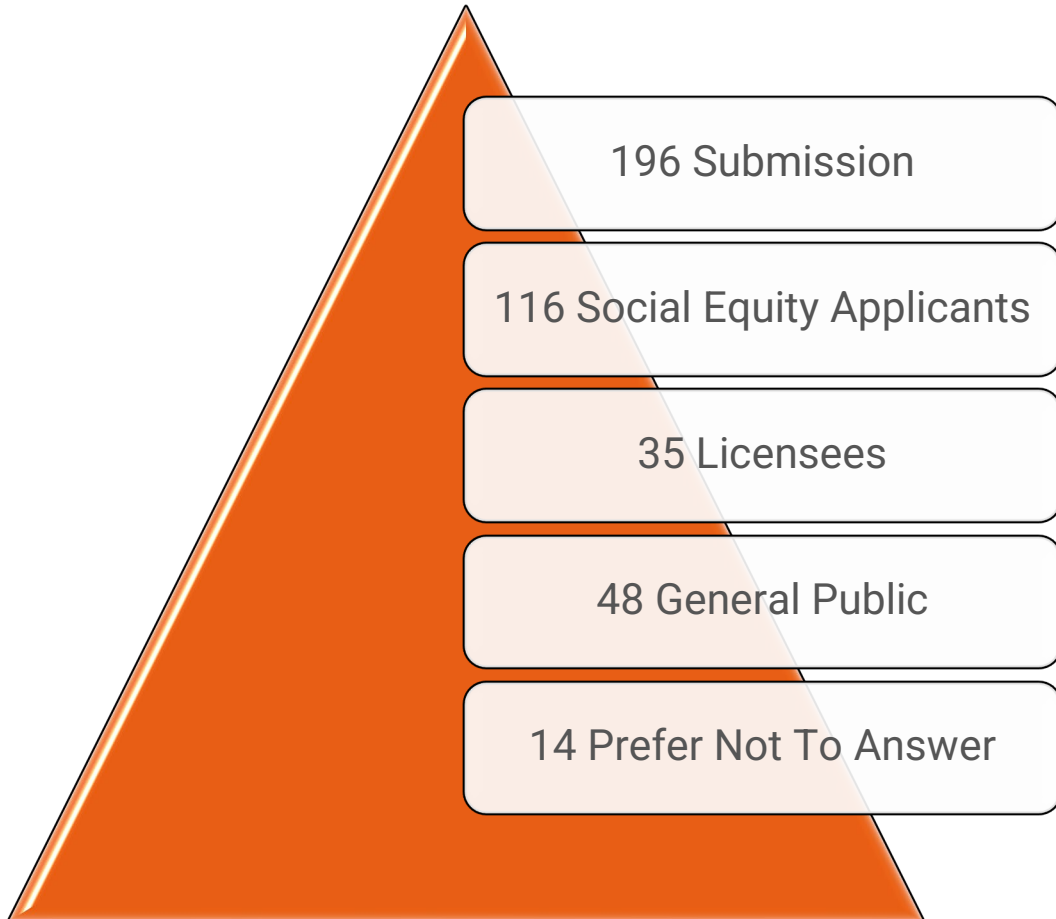 196 Submission
116 Social Equity Applicants
35 Licensees
48 General Public
14 Prefer Not To Answer